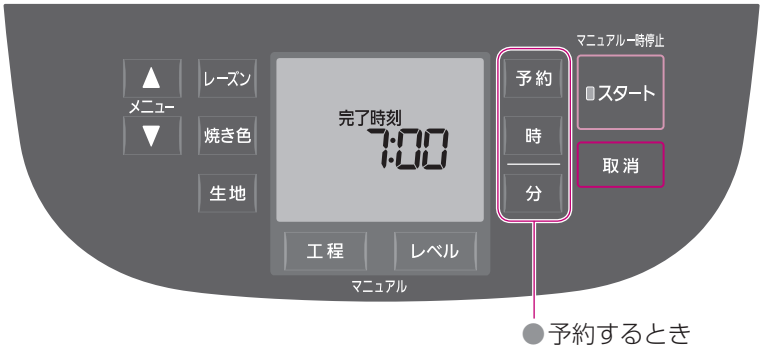 マニュアル一時停止
レーズン
予約
スタート
メニュー
完了時刻
7:00
焼き色
時
取消
生地
分
工程
レベル
マニュアル
●予約するとき